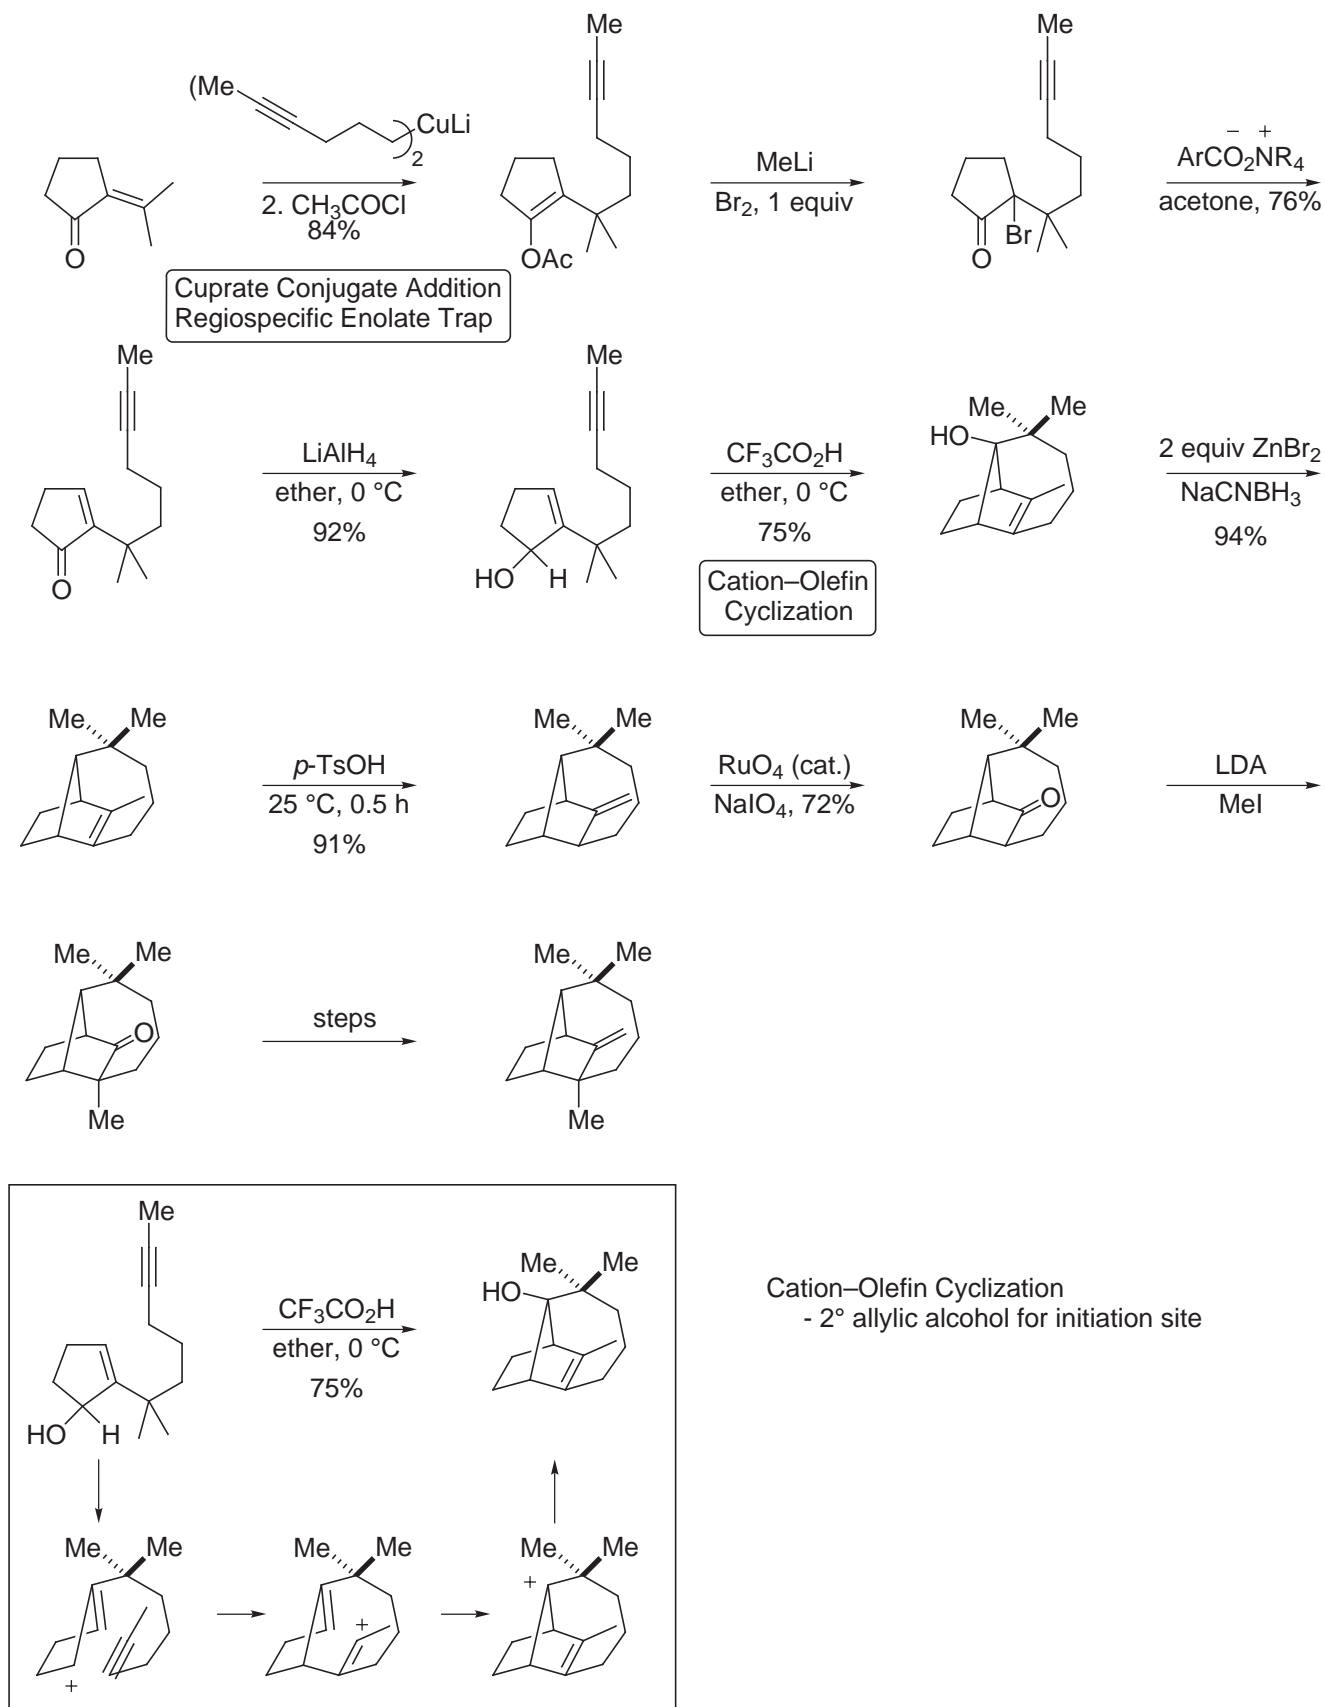 Me
Me
(Me
CuLi
2
2. CH3COCl
84%
O
OAc
MeLi
Br2, 1 equiv
Br
O
– +
ArCO2NR4
acetone, 76%
Cuprate Conjugate Addition
Regiospecific Enolate Trap
Me
O
LiAlH4
ether, 0 °C
92%
Me
HO
H
CF3CO2H
ether, 0 °C
75%
Cation–Olefin
Cyclization
Me
Me
HO
2 equiv ZnBr2
NaCNBH3
94%
Me
Me
p-TsOH
25 °C, 0.5 h
91%
Me
Me
RuO4 (cat.)
NaIO4, 72%
Me
Me
O
LDA
MeI
Me
Me
O
Me
steps
Me
Me
Me
Me
HO
H
CF3CO2H
ether, 0 °C
75%
Me
Me
HO
Cation–Olefin Cyclization
- 2° allylic alcohol for initiation site
Me
Me
+
Me
Me
+
Me
Me
+